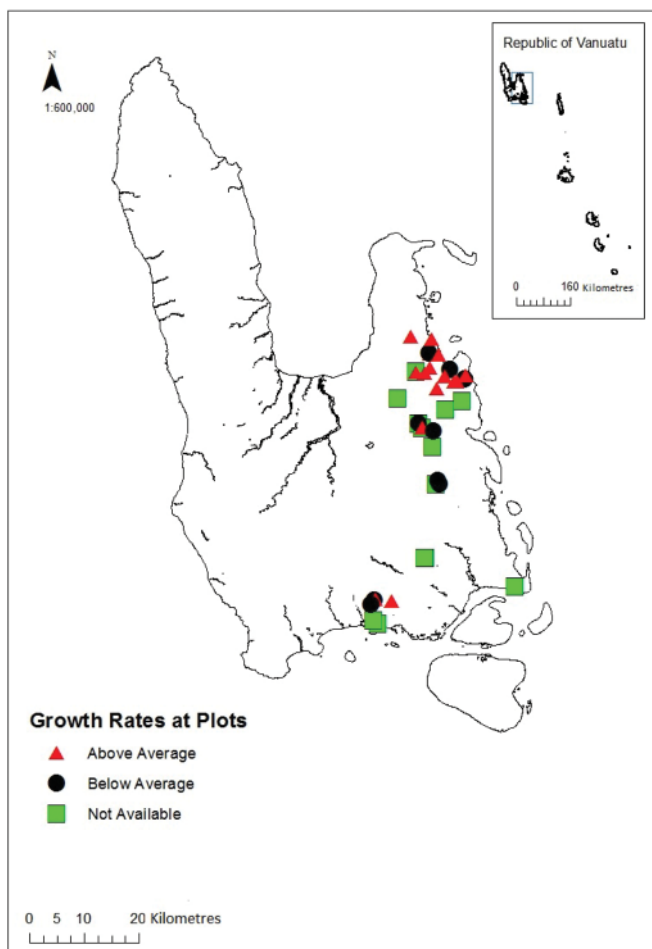 Republic of Vanuatu
N
1:600,000
0 160 Kilometres
Growth Rates at Plots
Above Average
Below Average
Not Available
0 5 10 20 Kilometres